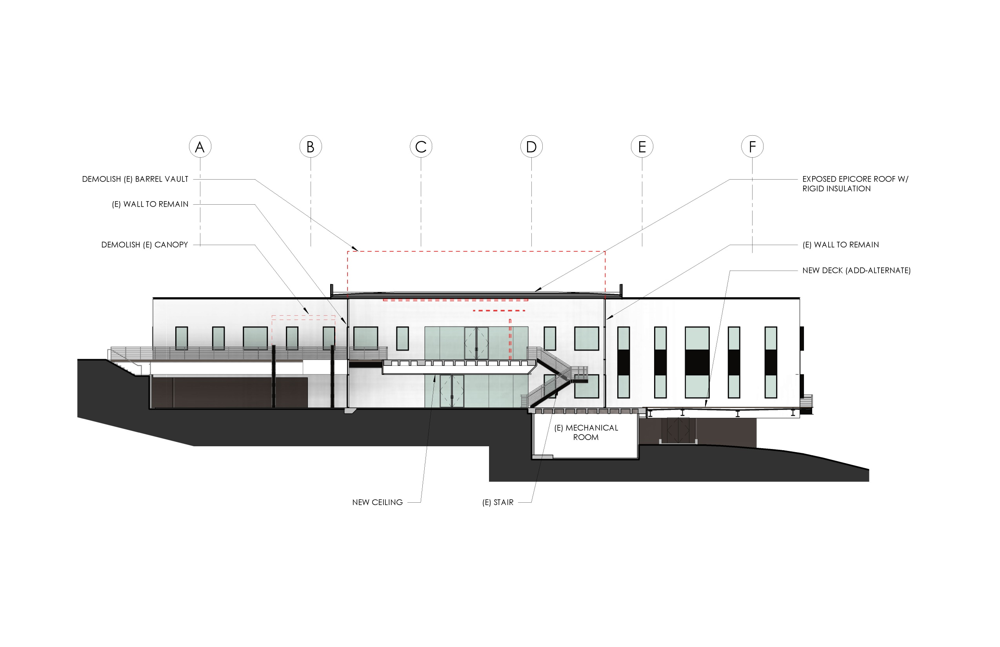 A
B
C
D
E
F
DEMOLISH (E) BARREL VAULT
(E) WALL TO REMAIN
DEMOLISH (E) CANOPY
EXPOSED EPICORE ROOF W/
RIGID INSULATION
(E) WALL TO REMAIN
NEW DECK (ADD-ALTERNATE)
(E) MECHANICAL
ROOM
NEW CEILING
(E) STAIR